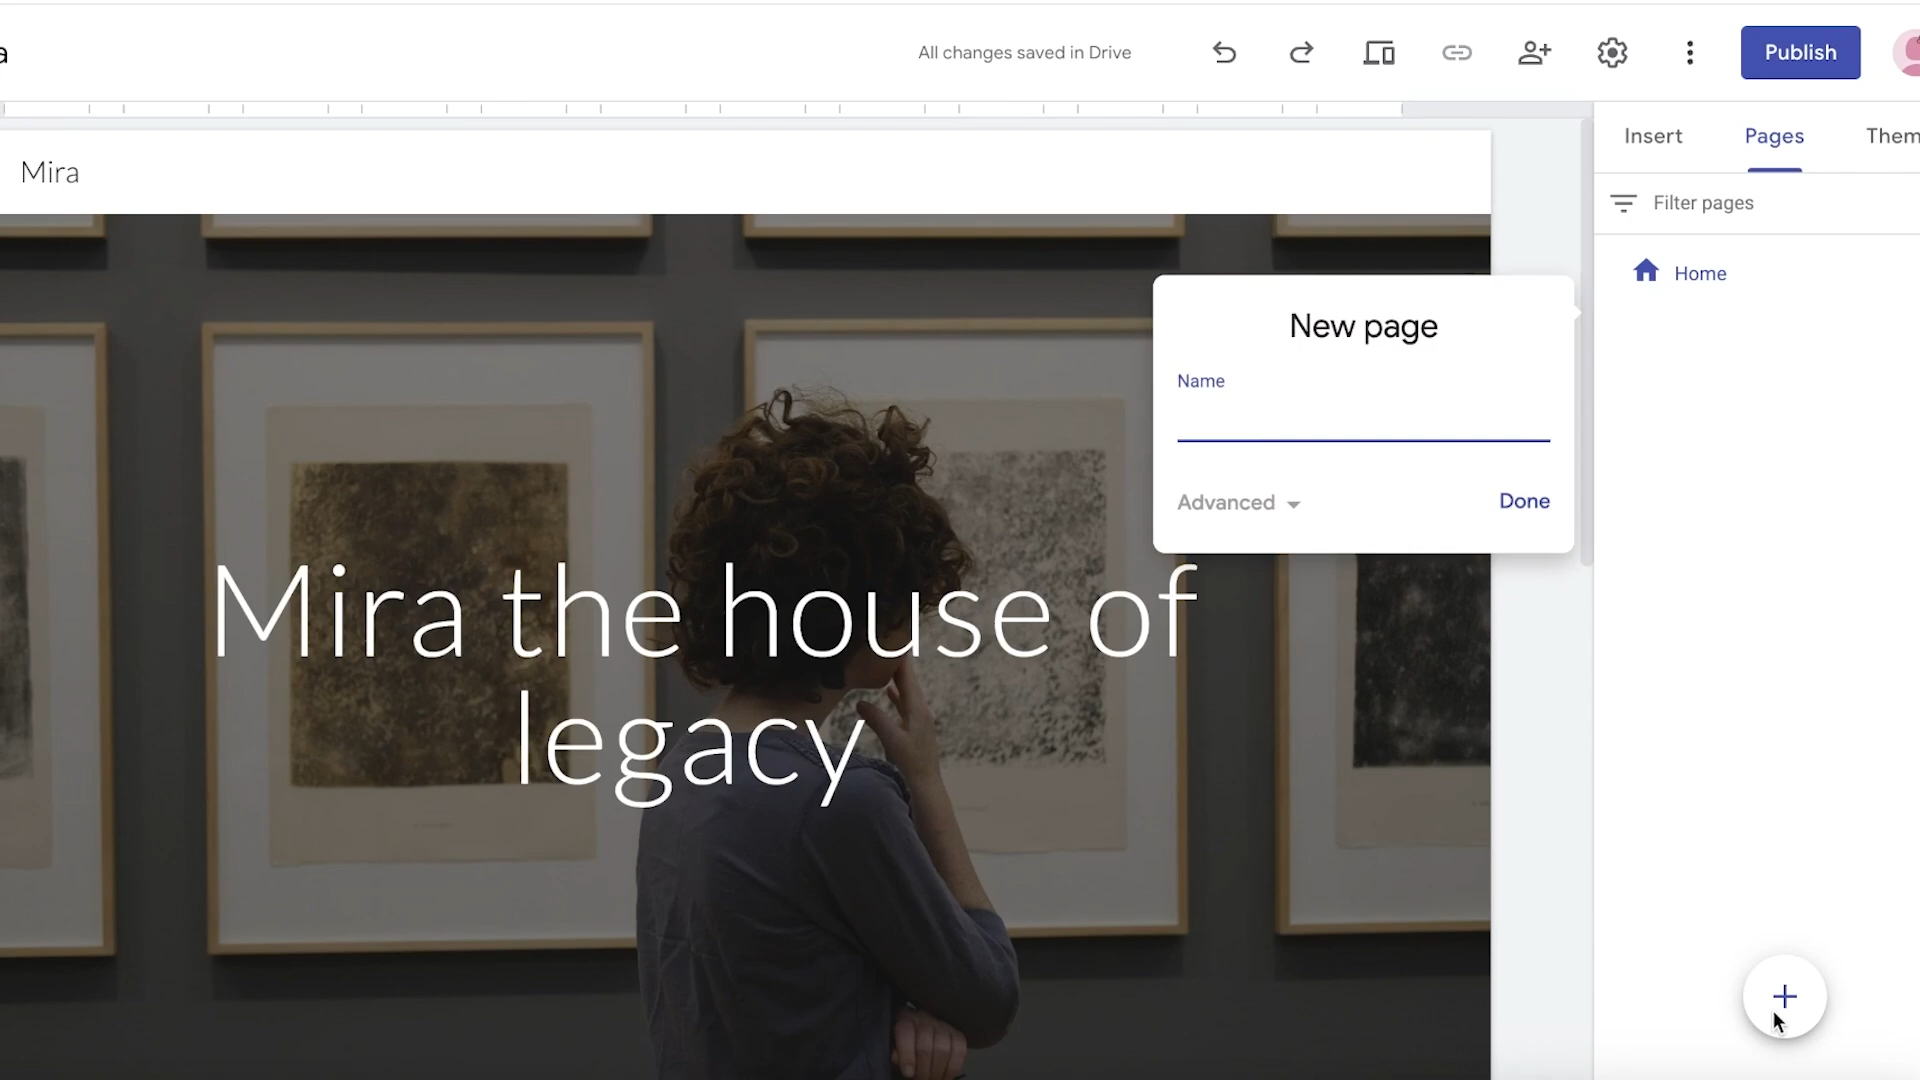 a
All changes saved in Drive
Publish
Insert
Pages
Them
Filter pages
Home
Mira
New page
Name
Advanced
Done
Mira the house of
legacy